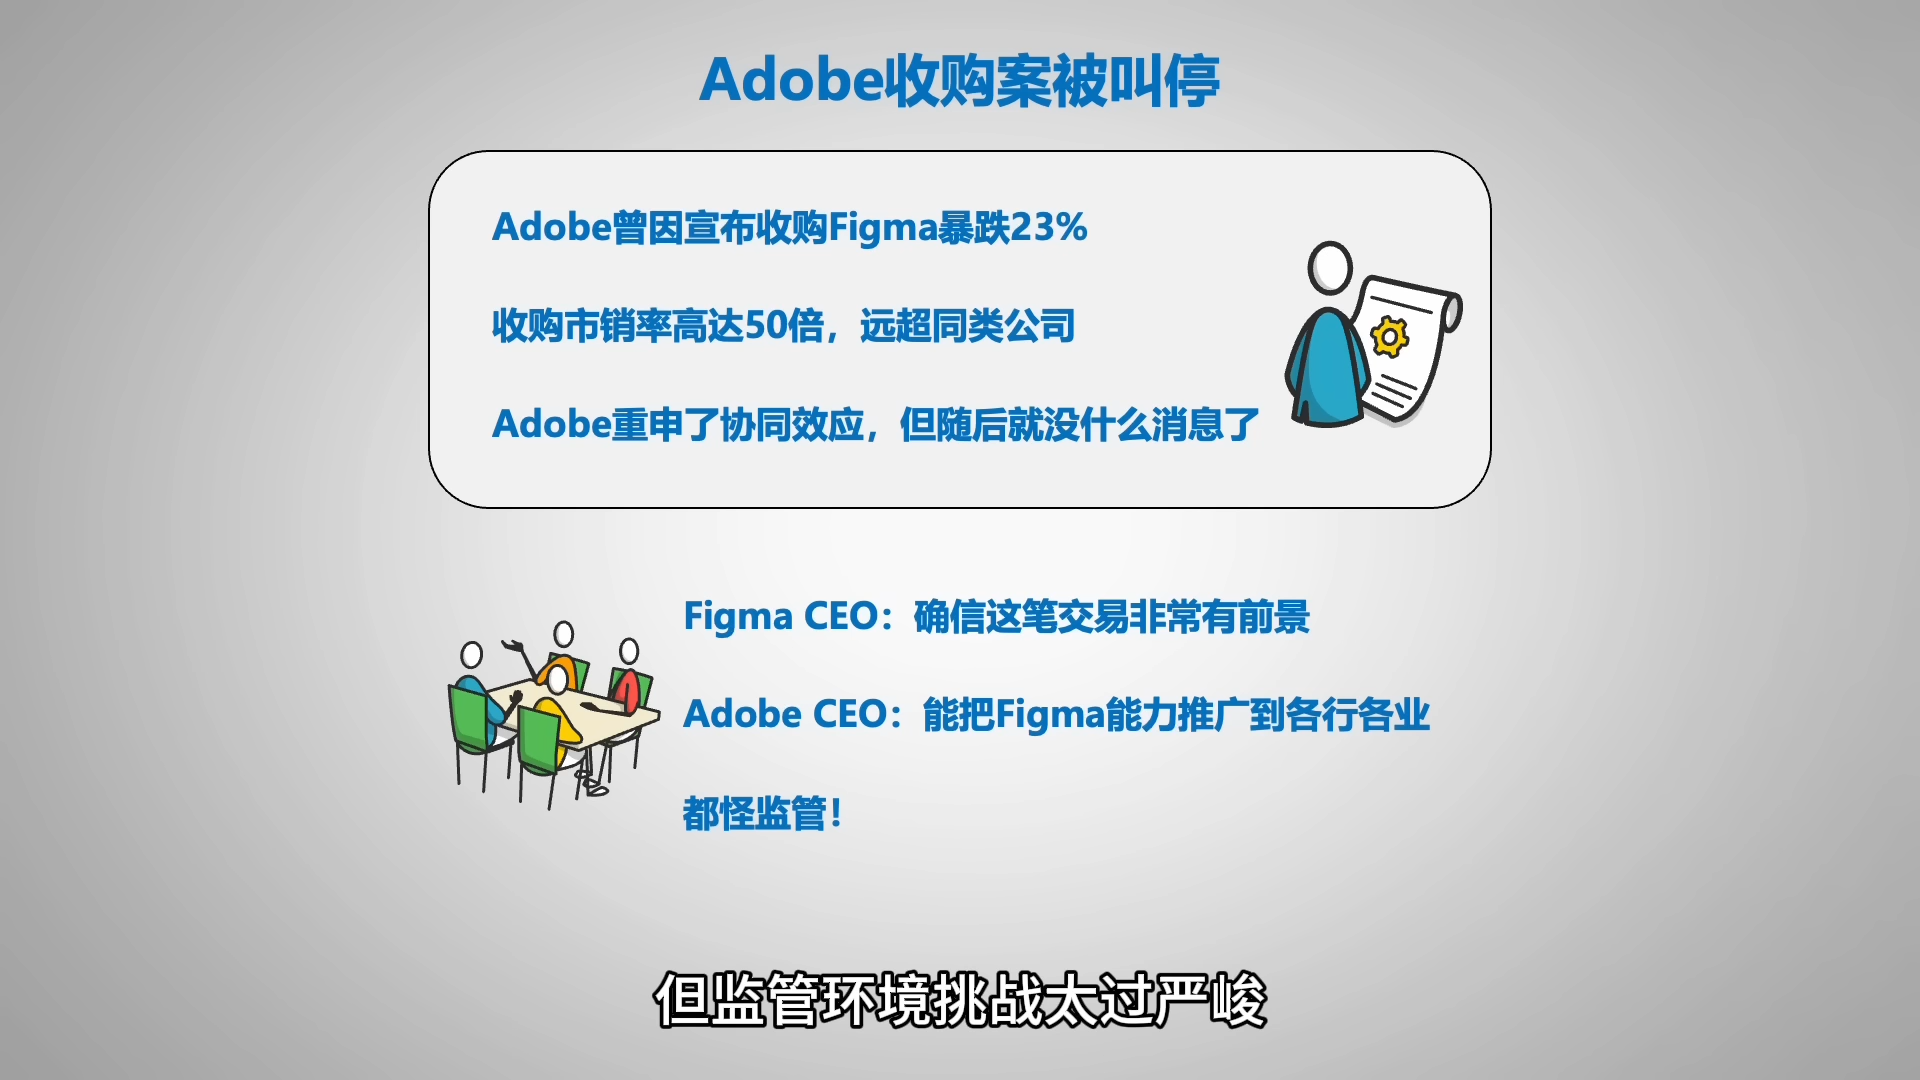 Adobe收购案被叫停
Adobe曾因宣布收购Figma暴跌23%
收购市销率高达50倍，远超同类公司
Adobe重申了协同效应，但随后就没什么消息了
Figma CEO：确信这笔交易非常有前景
Adobe CEO：能把Figma能力推广到各行各业
都怪监管！
但监管环境挑战太过严峻